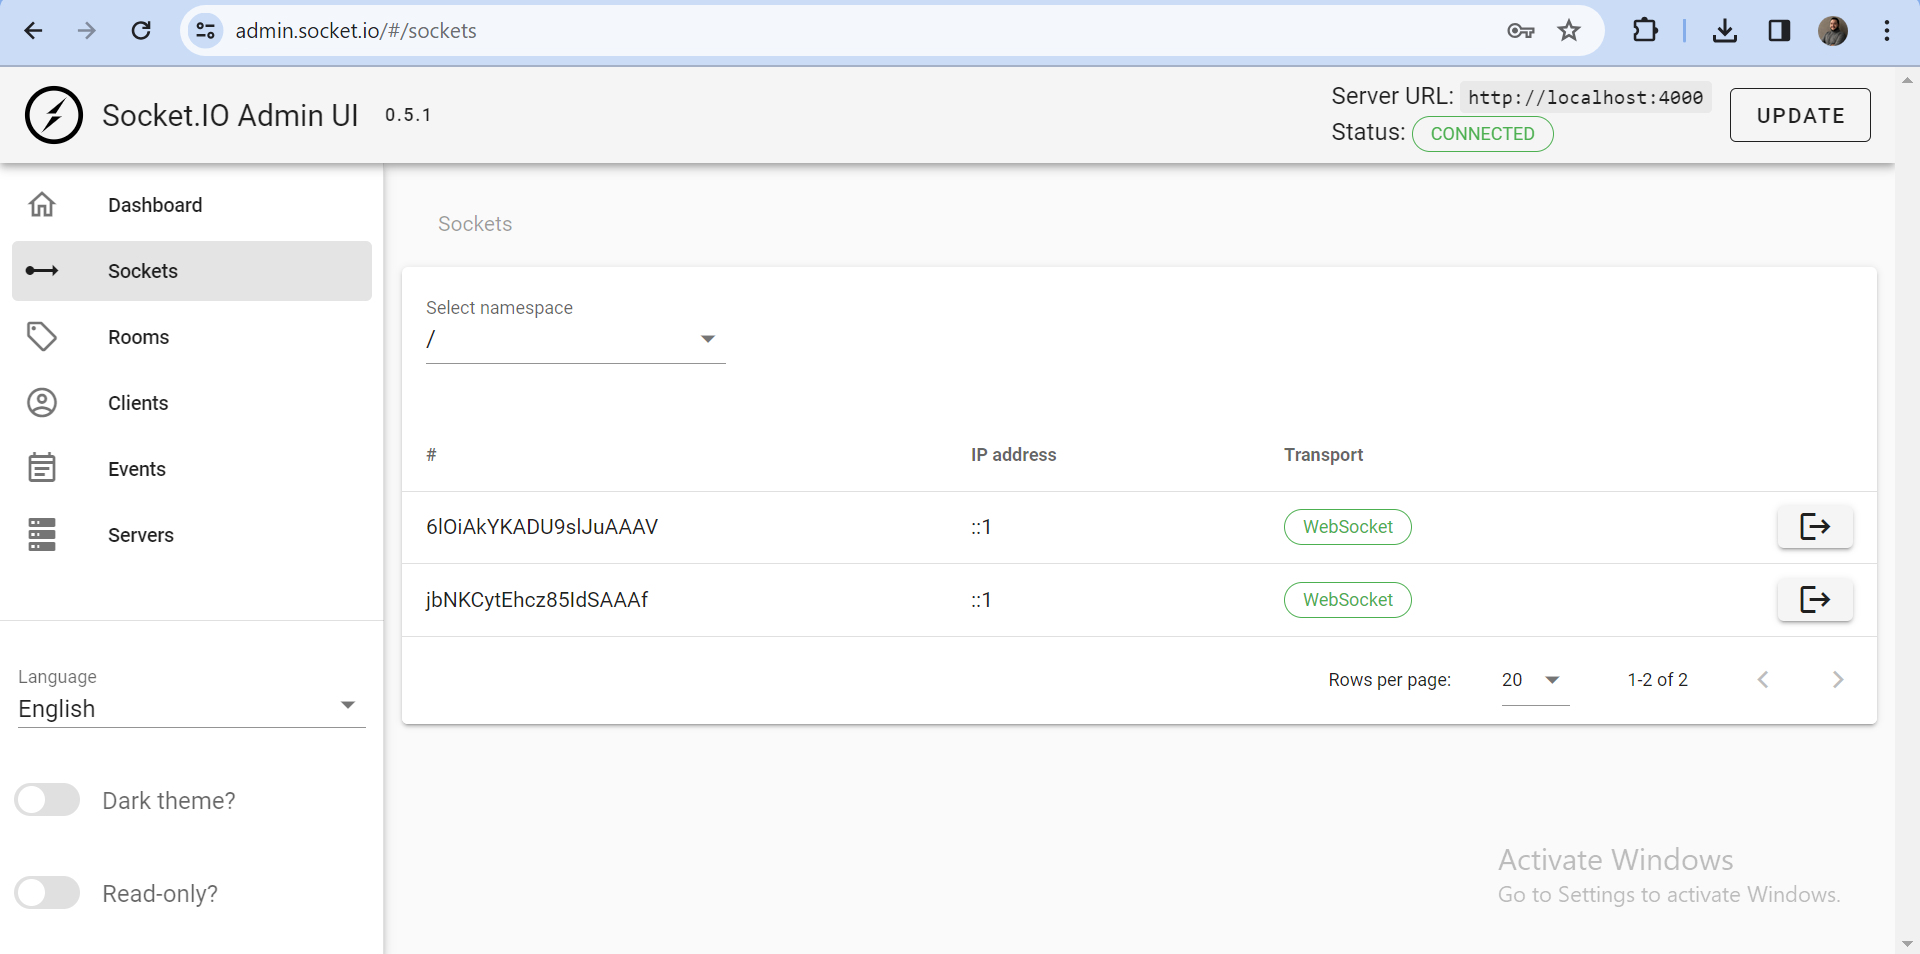 admin.socket.io/#/sockets
Socket.IO Admin UI 0.5.1
Server URL: http://localhost:4000
Status: CONNECTED
UPDATE
Dashboard
Sockets
Rooms
Clients
Events
Servers
Language
English
Dark theme?
Read-only?
Sockets
Select namespace
/
# IP address Transport
6lOiAkYKADU9slJuAAAV ::1 WebSocket
jbNKCytEhcz85IdSAAAf ::1 WebSocket
Rows per page: 20 1-2 of 2
Activate Windows
Go to Settings to activate Windows.